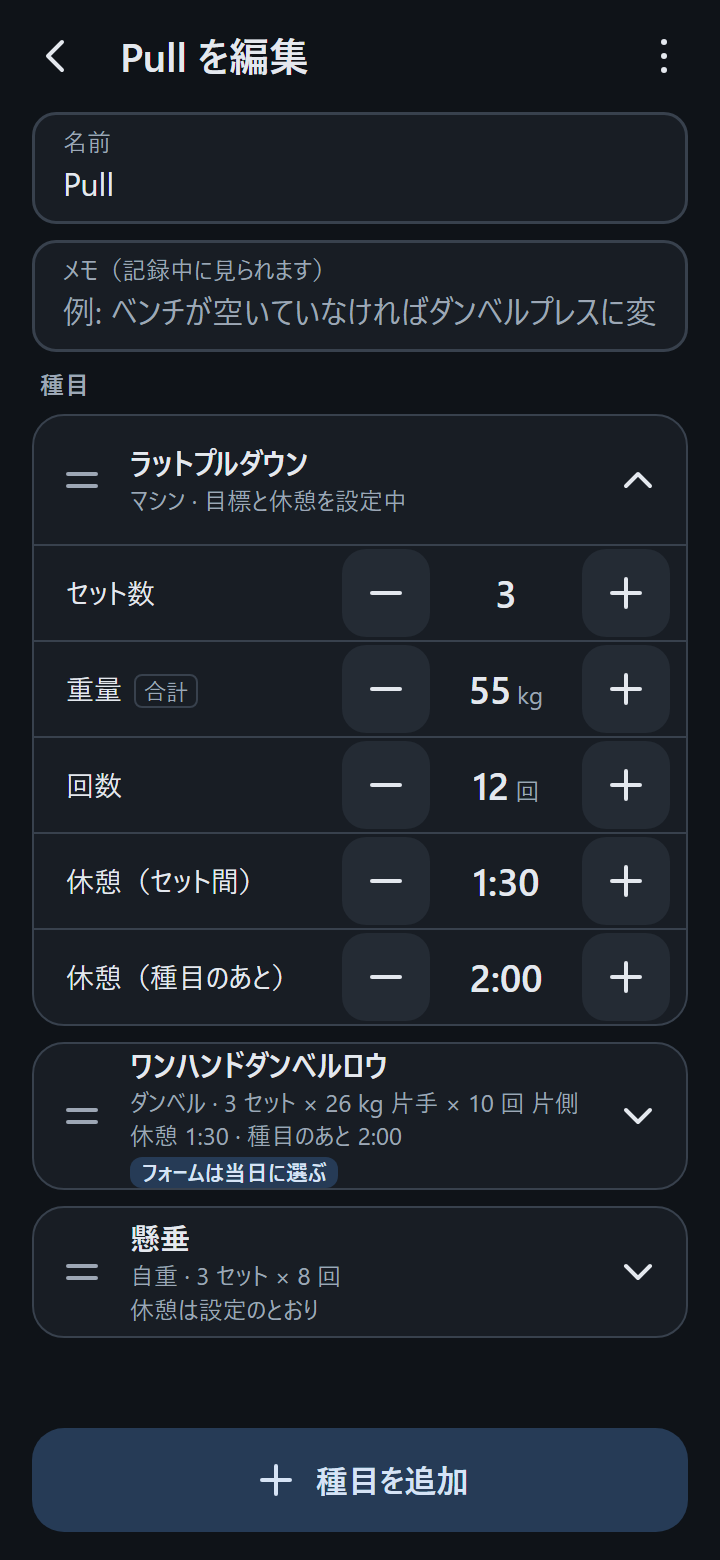 Pull を編集
名前
Pull
メモ（記録中に見られます）
例: ベンチが空いていなければダンベルプレスに変
種目
ラットプルダウン
マシン · 目標と休憩を設定中
セット数
3
重量 合計
55 kg
回数
12 回
休憩（セット間）
1:30
休憩（種目のあと）
2:00
ワンハンドダンベルロウ
ダンベル · 3 セット × 26 kg 片手 × 10 回 片側
休憩 1:30 · 種目のあと 2:00
フォームは当日に選ぶ
懸垂
自重 · 3 セット × 8 回
休憩は設定のとおり
種目を追加